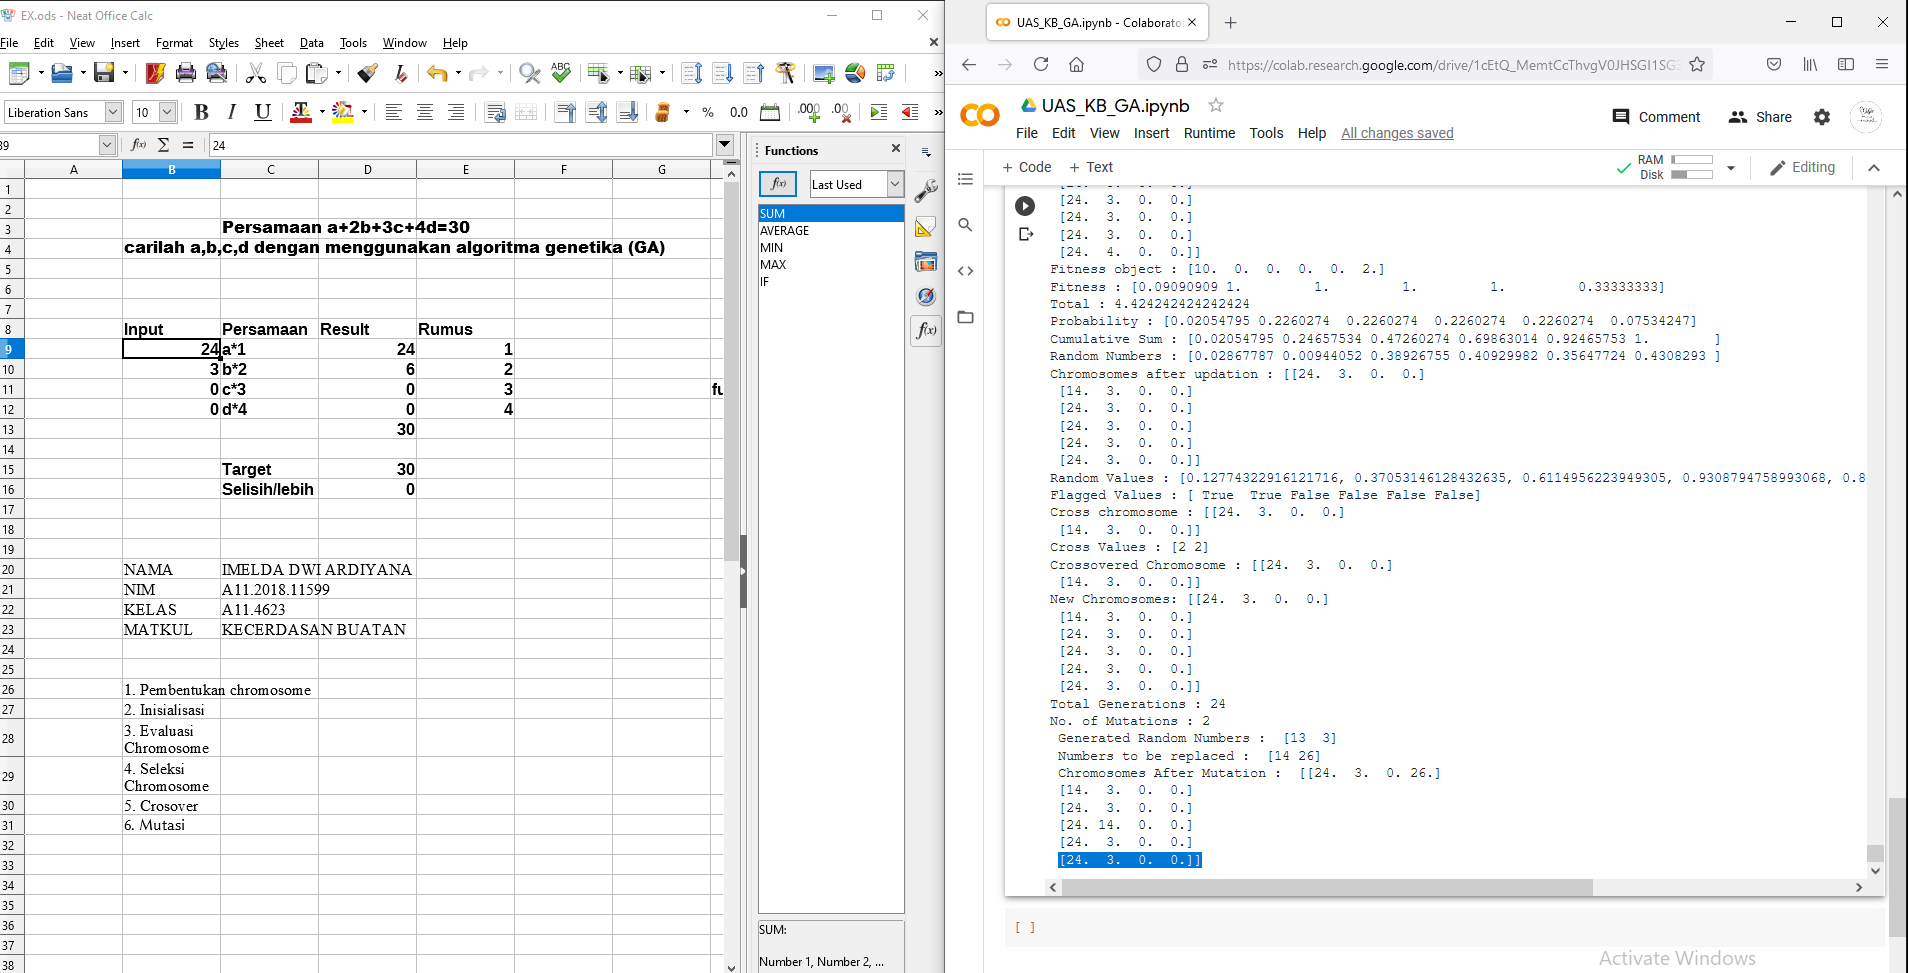 EX.ods - Neat Office Calc
File Edit View Insert Format Styles Sheet Data Tools Window Help
Liberation Sans 10 B I U % 0.0
24
A B C D E F G
Persamaan a+2b+3c+4d=30
carilah a,b,c,d dengan menggunakan algoritma genetika (GA)
Input Persamaan Result Rumus
24 a*1 24 1
3 b*2 6 2
0 c*3 0 3
0 d*4 0 4
30
Target 30
Selisih/lebih 0
NAMA IMELDA DWI ARDIYANA
NIM A11.2018.11599
KELAS A11.4623
MATKUL KECERDASAN BUATAN
1. Pembentukan chromosome
2. Inisialisasi
3. Evaluasi
Chromosome
4. Seleksi
Chromosome
5. Crosover
6. Mutasi
1
2
3
4
5
6
7
8
9
10
11
12
13
14
15
16
17
18
19
20
21
22
23
24
25
26
27
28
29
30
31
32
33
34
35
36
37
38
Functions
Last Used
SUM
AVERAGE
MIN
MAX
IF
SUM:
Number 1, Number 2, ...
UAS_KB_GA.ipynb - Colaborato
https://colab.research.google.com/drive/1cEtQ_MemtCcThvgV0JHSGI1SG
UAS_KB_GA.ipynb
Comment Share
File Edit View Insert Runtime Tools Help All changes saved
+ Code + Text
RAM
Disk
Editing
[24. 3. 0. 0.]
[24. 3. 0. 0.]
[24. 3. 0. 0.]
[24. 4. 0. 0.]]
Fitness object : [10. 0. 0. 0. 0. 2.]
Fitness : [0.09090909 1. 1. 1. 1. 0.33333333]
Total : 4.424242424242424
Probability : [0.02054795 0.2260274 0.2260274 0.2260274 0.2260274 0.07534247]
Cumulative Sum : [0.02054795 0.24657534 0.47260274 0.69863014 0.92465753 1. ]
Random Numbers : [0.02867787 0.00944052 0.38926755 0.40929982 0.35647724 0.4308293 ]
Chromosomes after updation : [[24. 3. 0. 0.]
[14. 3. 0. 0.]
[24. 3. 0. 0.]
[24. 3. 0. 0.]
[24. 3. 0. 0.]
[24. 3. 0. 0.]]
Random Values : [0.12774322916121716, 0.37053146128432635, 0.6114956223949305, 0.9308794758993068, 0.8
Flagged Values : [ True True False False False False]
Cross chromosome : [[24. 3. 0. 0.]
[14. 3. 0. 0.]]
Cross Values : [2 2]
Crossovered Chromosome : [[24. 3. 0. 0.]
[14. 3. 0. 0.]]
New Chromosomes: [[24. 3. 0. 0.]
[14. 3. 0. 0.]
[24. 3. 0. 0.]
[24. 3. 0. 0.]
[24. 3. 0. 0.]
[24. 3. 0. 0.]]
Total Generations : 24
No. of Mutations : 2
Generated Random Numbers : [13 3]
Numbers to be replaced : [14 26]
Chromosomes After Mutation : [[24. 3. 0. 26.]
[14. 3. 0. 0.]
[24. 3. 0. 0.]
[24. 14. 0. 0.]
[24. 3. 0. 0.]
[24. 3. 0. 0.]]
[ ]
Activate Windows